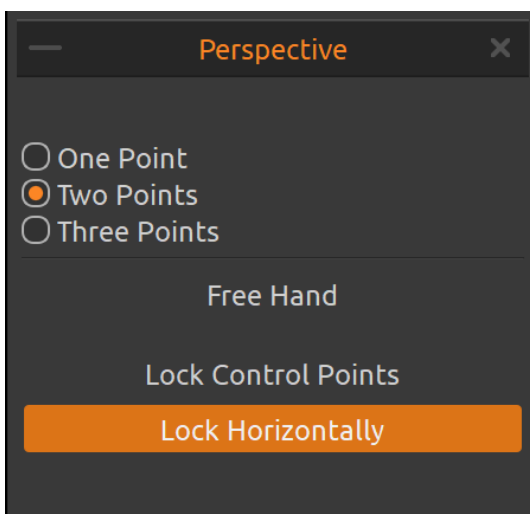 Perspective
One Point
Two Points
Three Points
Free Hand
Lock Control Points
Lock Horizontally